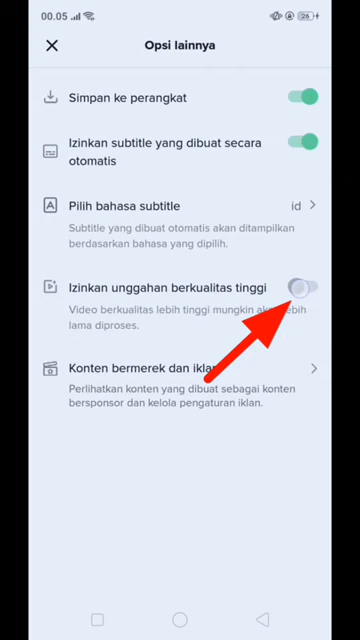 00.05
26
Opsi lainnya
Simpan ke perangkat
Izinkan subtitle yang dibuat secara
otomatis
A
Pilih bahasa subtitle
id
Subtitle yang dibuat otomatis akan ditampilkan
berdasarkan bahasa yang dipilih.
Izinkan unggahan berkualitas tinggi
Video berkualitas lebih tinggi mungkin
lama diproses.
Konten bermerek dan iklan
Perlihatkan konten yang dibuat sebagai konten
bersponsor dan kelola pengaturan iklan.